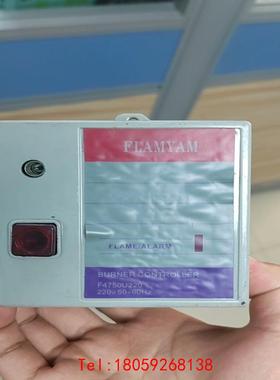 FLAMYAM
FLAME/ALARM
BURNER CONTROLLER
F4750U220
220v 50-60Hz
Tel:18059268138